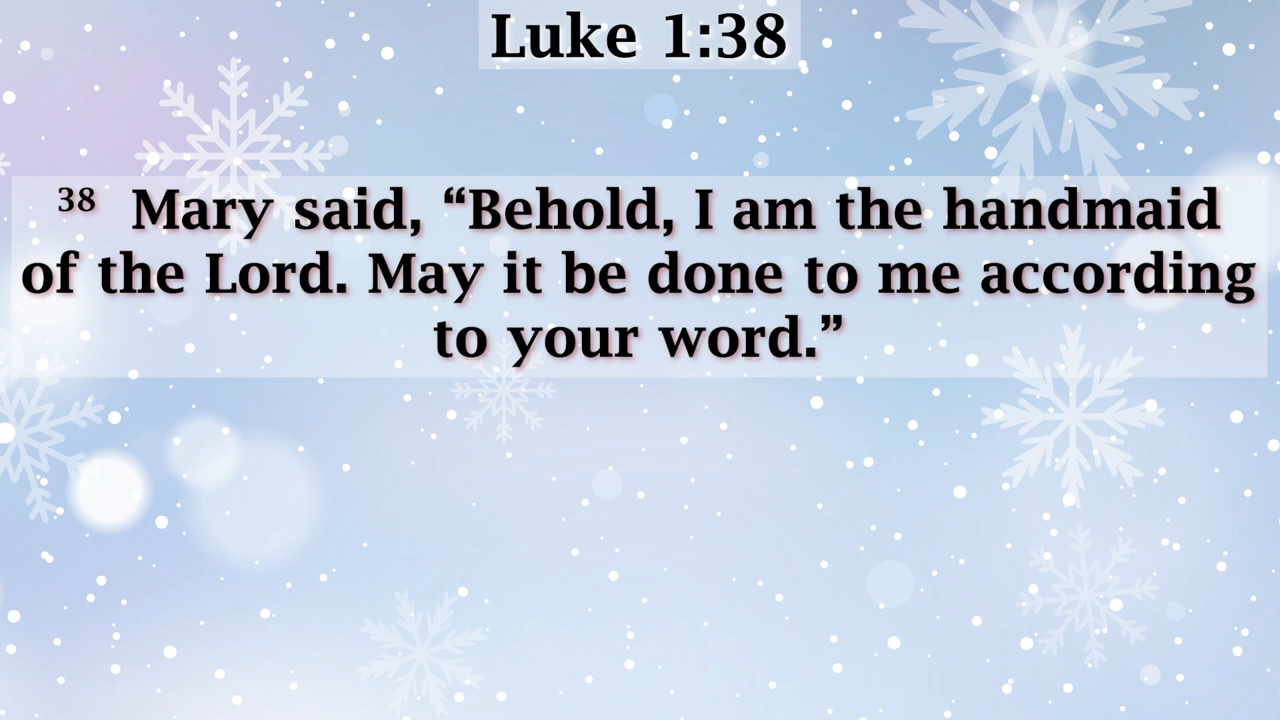 Luke 1:38
38 Mary said, “Behold, I am the handmaid
of the Lord. May it be done to me according
to your word.”